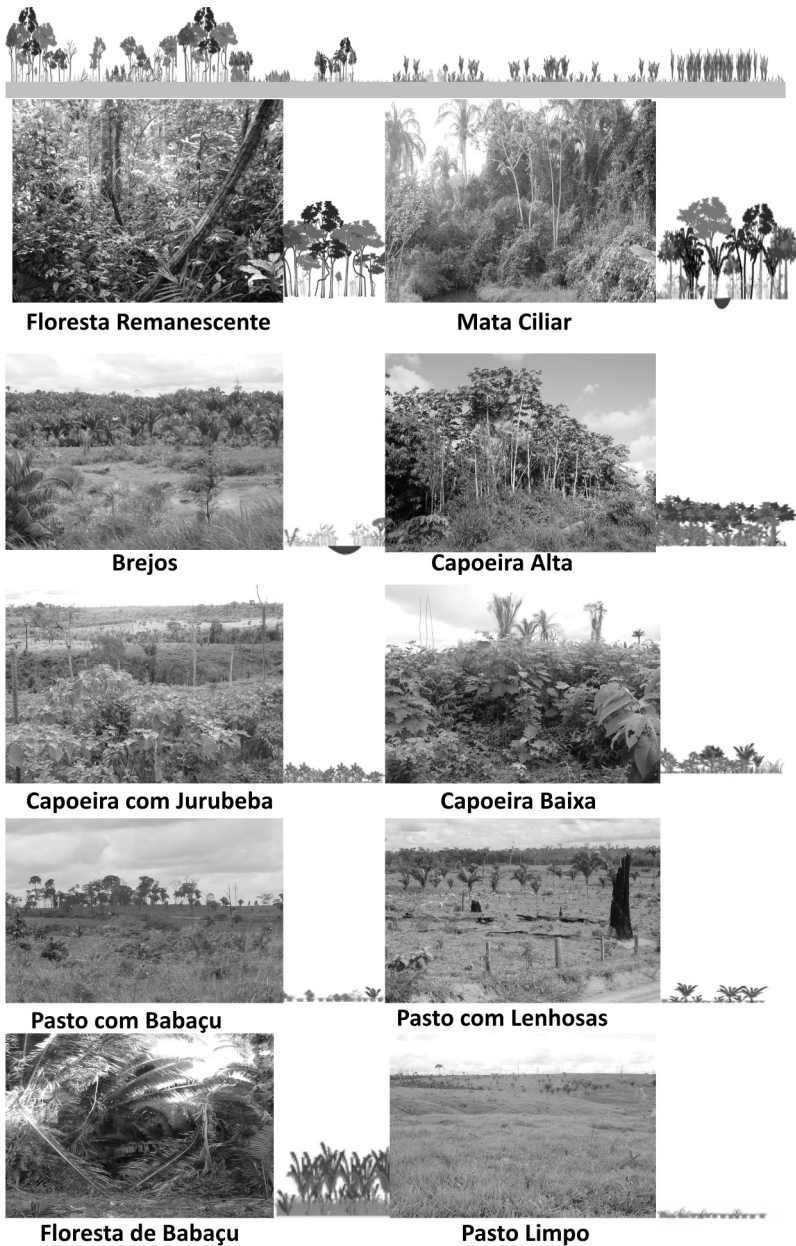 Floresta Remanescente
Mata Ciliar
Brejos
Capoeira Alta
Capoeira com Jurubeba
Capoeira Baixa
Pasto com Babaçu
Pasto com Lenhosas
Floresta de Babaçu
Pasto Limpo